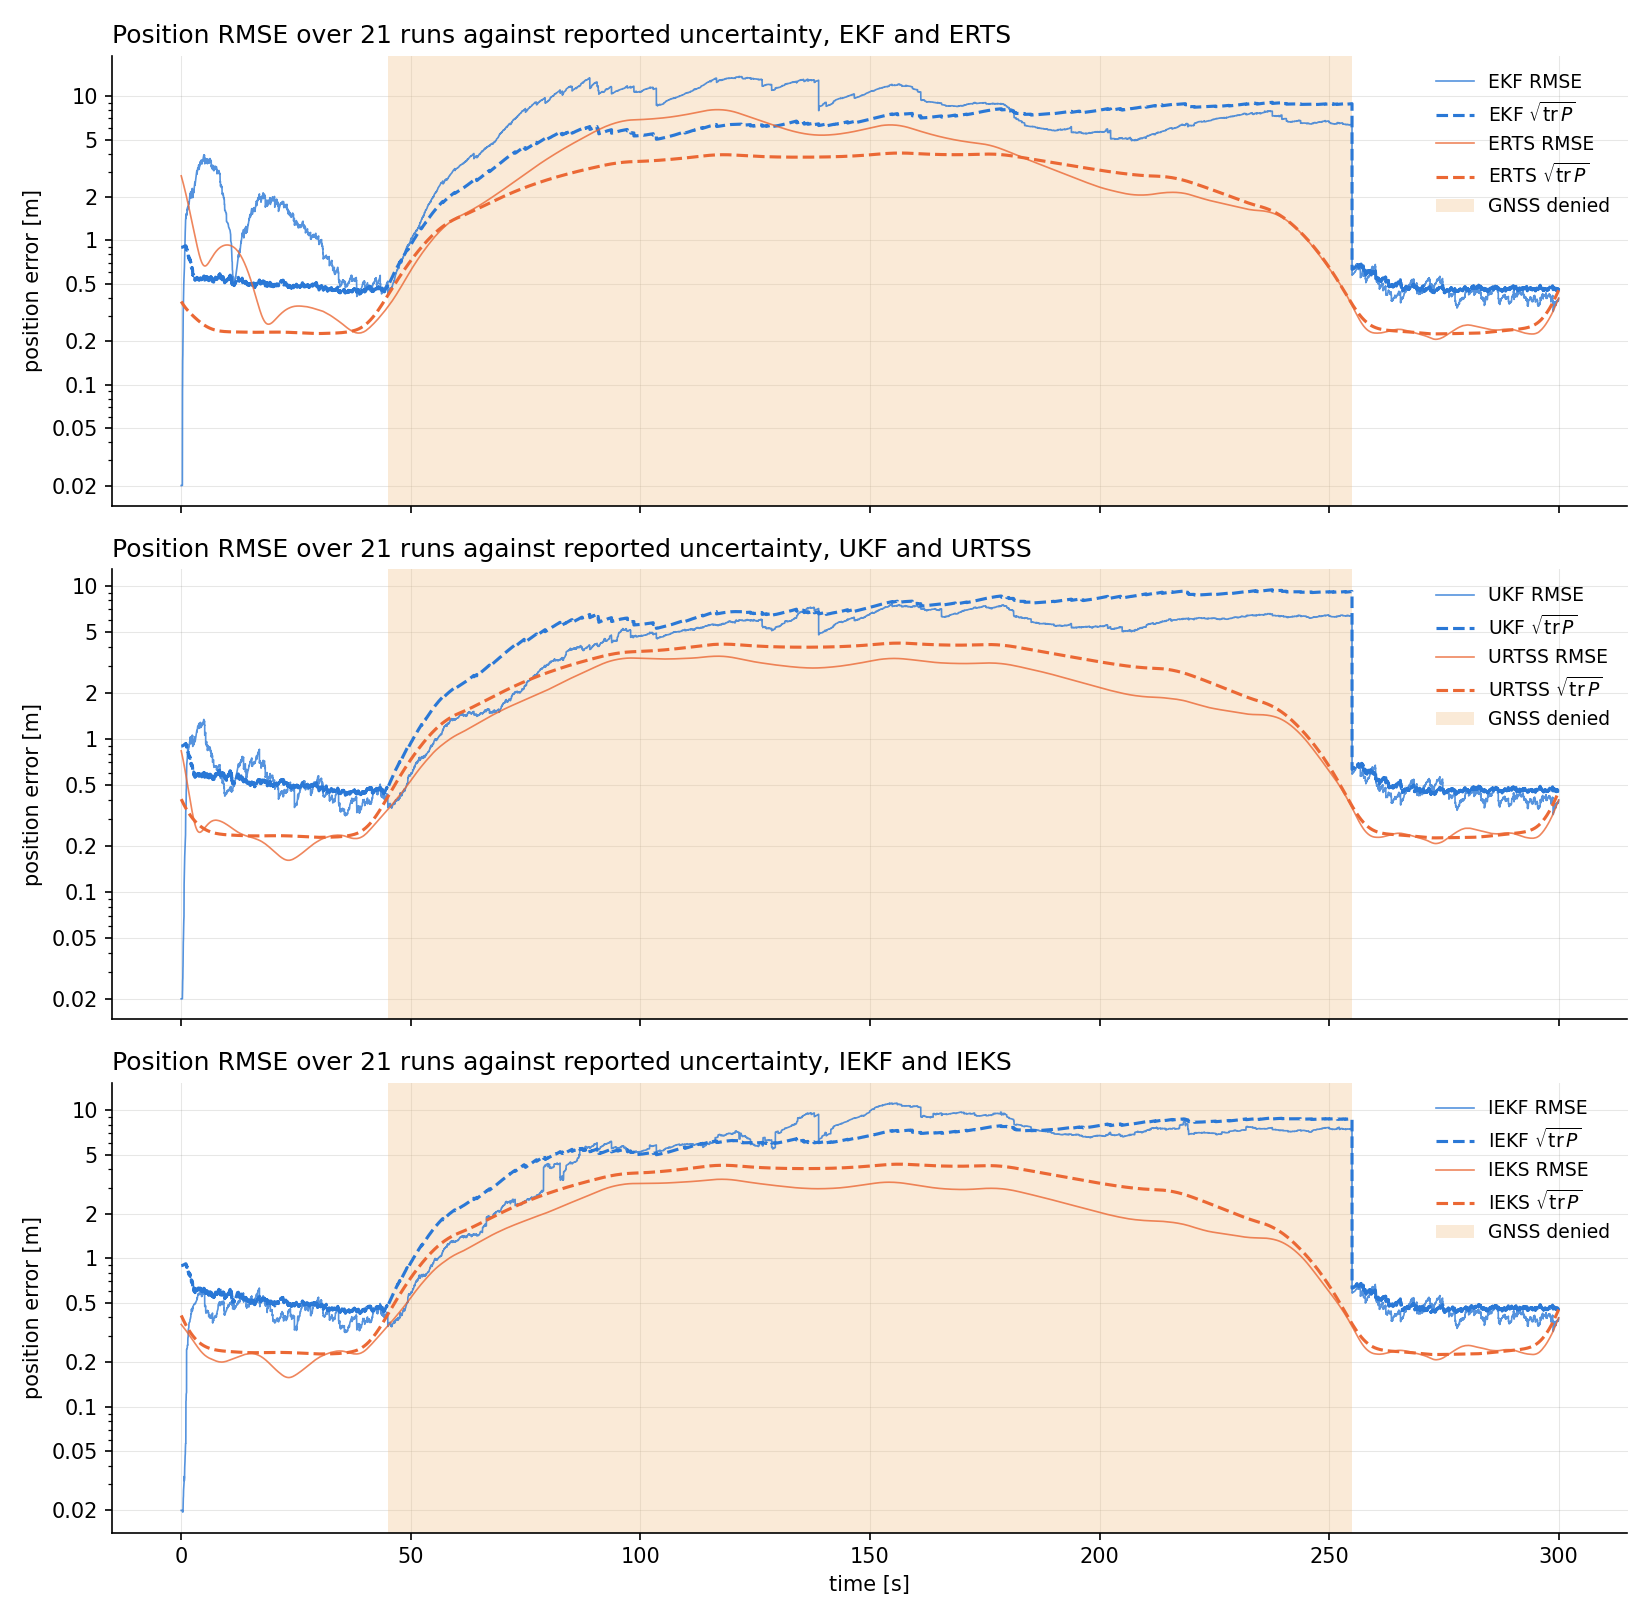 Position RMSE over 21 runs against reported uncertainty, EKF and ERTS
position error [m]
10
5
2
1
0.5
0.2
0.1
0.05
0.02
EKF RMSE
EKF √tr P
ERTS RMSE
ERTS √tr P
GNSS denied
Position RMSE over 21 runs against reported uncertainty, UKF and URTSS
position error [m]
10
5
2
1
0.5
0.2
0.1
0.05
0.02
UKF RMSE
UKF √tr P
URTSS RMSE
URTSS √tr P
GNSS denied
Position RMSE over 21 runs against reported uncertainty, IEKF and IEKS
position error [m]
10
5
2
1
0.5
0.2
0.1
0.05
0.02
IEKF RMSE
IEKF √tr P
IEKS RMSE
IEKS √tr P
GNSS denied
0 50 100 150 200 250 300
time [s]